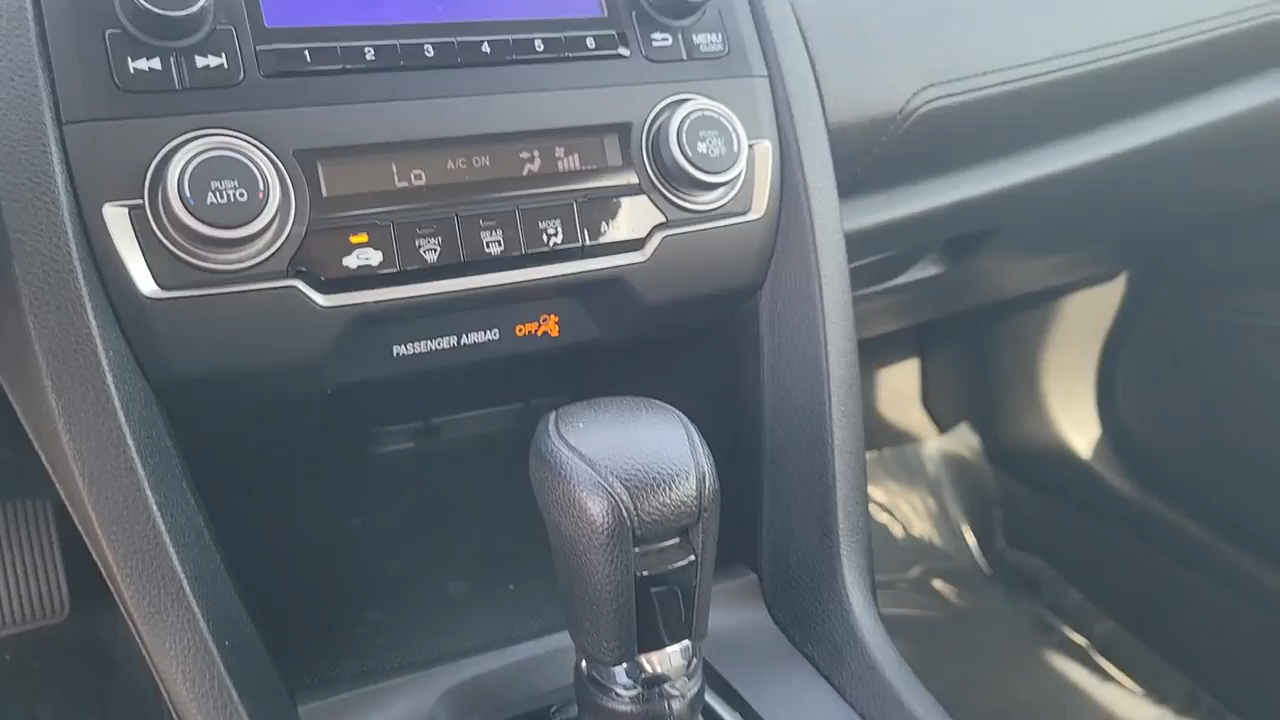 1 2 3 4 5 6
MENU
CLOCK
PUSH
AUTO
Lo A/C ON
PUSH
ON/
OFF
FRONT
REAR
MODE
A/C
PASSENGER AIRBAG OFF